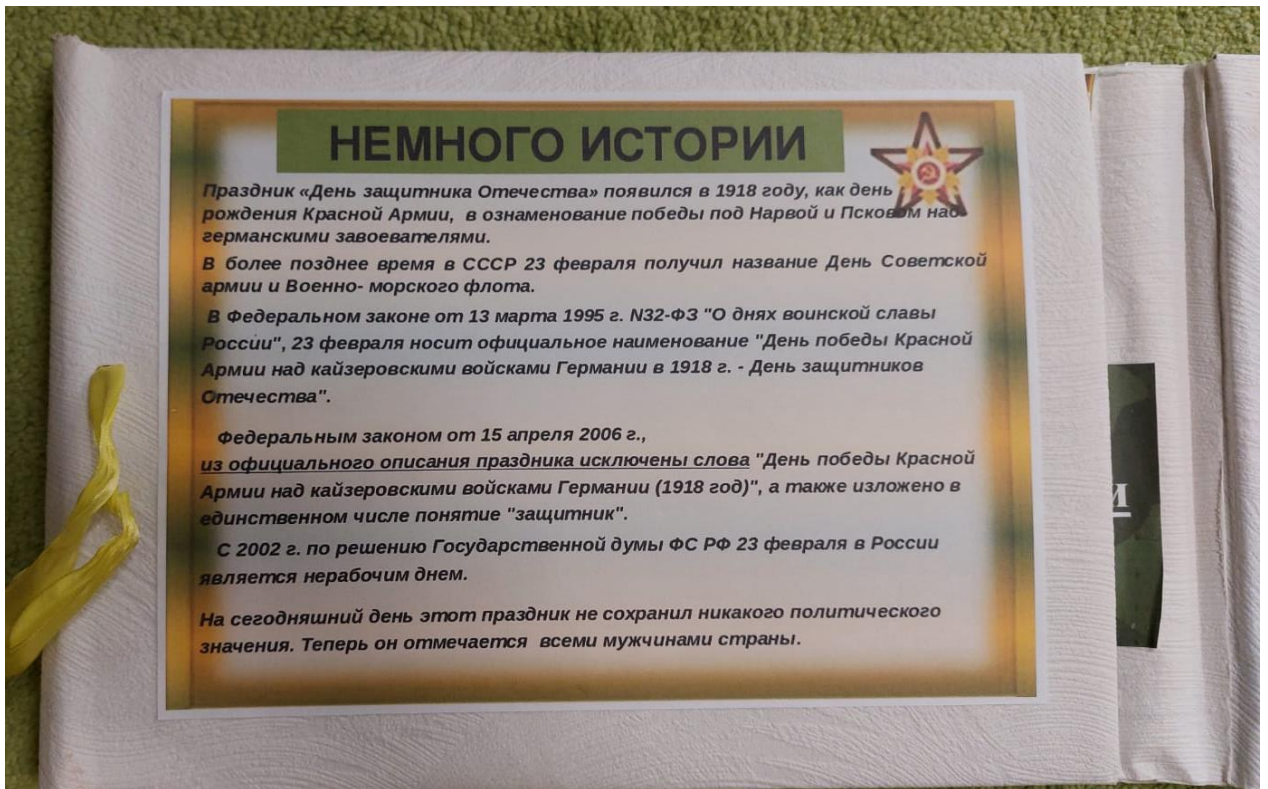 НЕМНОГО ИСТОРИИ
Праздник «День защитника Отечества» появился в 1918 году, как день
рождения Красной Армии, в ознаменование победы под Нарвой и Псковом над
германскими завоевателями.
В более позднее время в СССР 23 февраля получил название День Советской
армии и Военно- морского флота.
В Федеральном законе от 13 марта 1995 г. N32-ФЗ "О днях воинской славы
России", 23 февраля носит официальное наименование "День победы Красной
Армии над кайзеровскими войсками Германии в 1918 г. - День защитников
Отечества".
Федеральным законом от 15 апреля 2006 г.,
из официального описания праздника исключены слова "День победы Красной
Армии над кайзеровскими войсками Германии (1918 год)", а также изложено в
единственном числе понятие "защитник".
С 2002 г. по решению Государственной думы ФС РФ 23 февраля в России
является нерабочим днем.
На сегодняшний день этот праздник не сохранил никакого политического
значения. Теперь он отмечается всеми мужчинами страны.